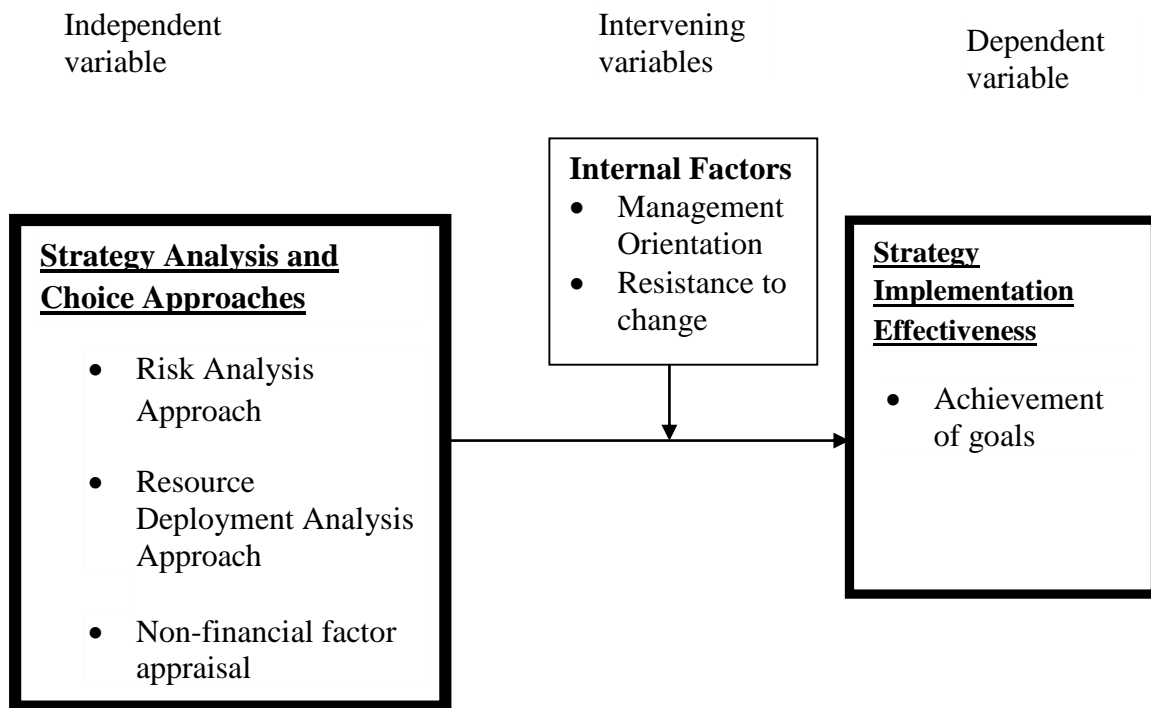 Independent
variable
Intervening
variables
Dependent
variable
Internal Factors
• Management
Orientation
• Resistance to
change
Strategy Analysis and
Choice Approaches
• Risk Analysis
Approach
• Resource
Deployment Analysis
Approach
• Non-financial factor
appraisal
Strategy
Implementation
Effectiveness
• Achievement
of goals